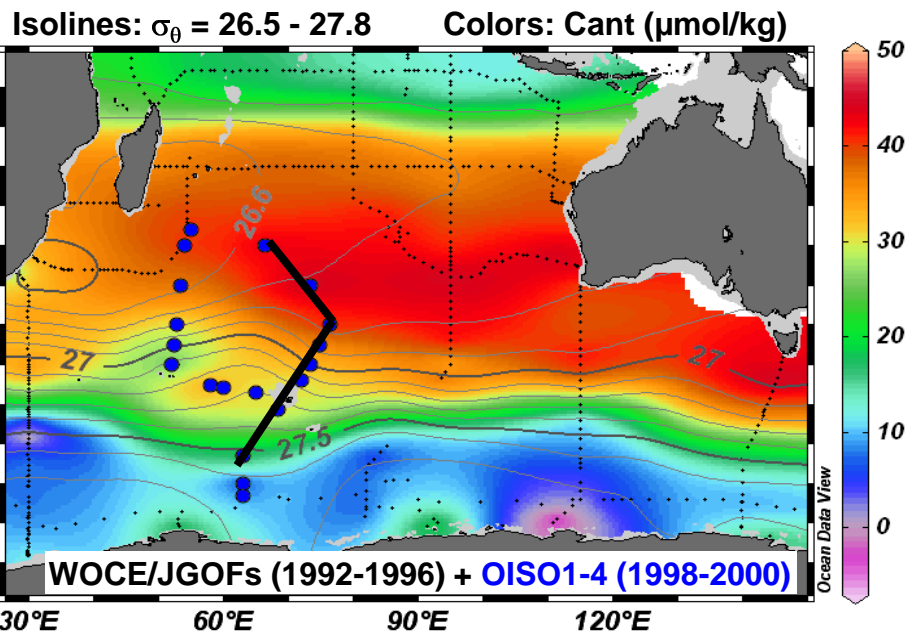 Isolines: σθ = 26.5 - 27.8 Colors: Cant (µmol/kg)
50
40
26.6
30
27
27
20
27.5
10
0
Ocean Data View
WOCE/JGOFs (1992-1996) + OISO1-4 (1998-2000)
30°E 60°E 90°E 120°E